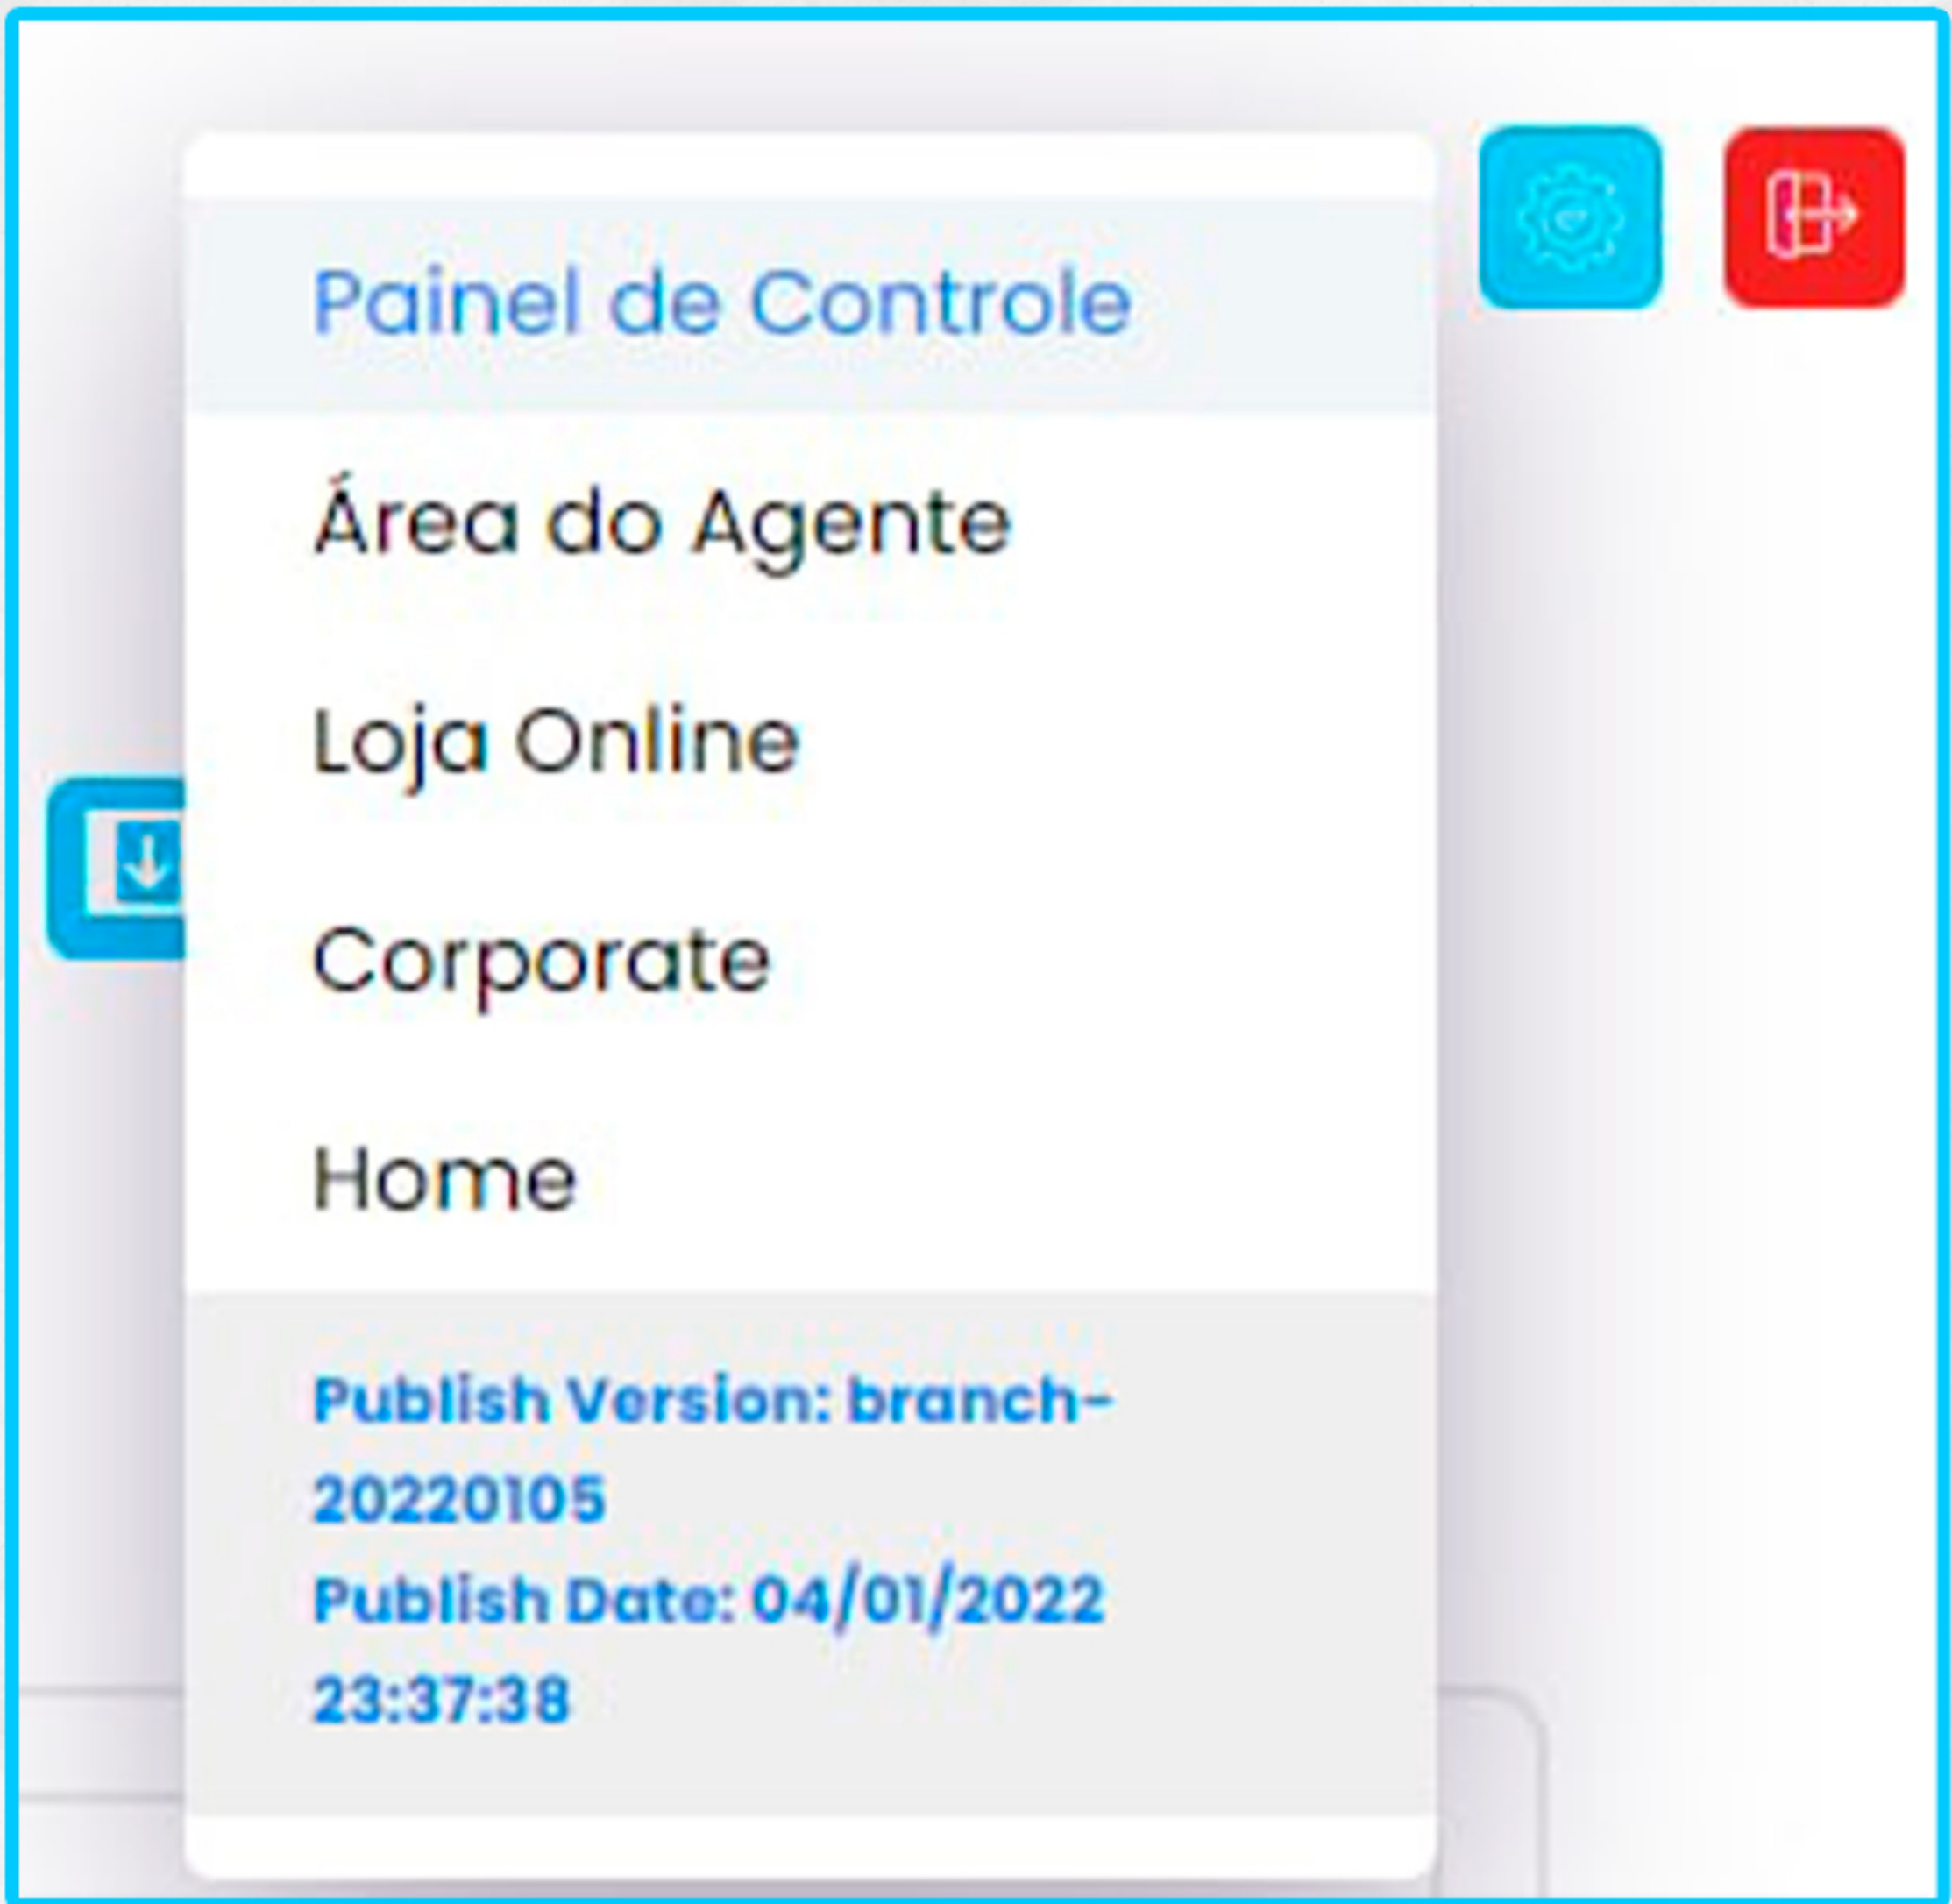 Painel de Controle
Área do Agente
Loja Online
Corporate
Home
Publish Version: branch-
20220105
Publish Date: 04/01/2022
23:37:38